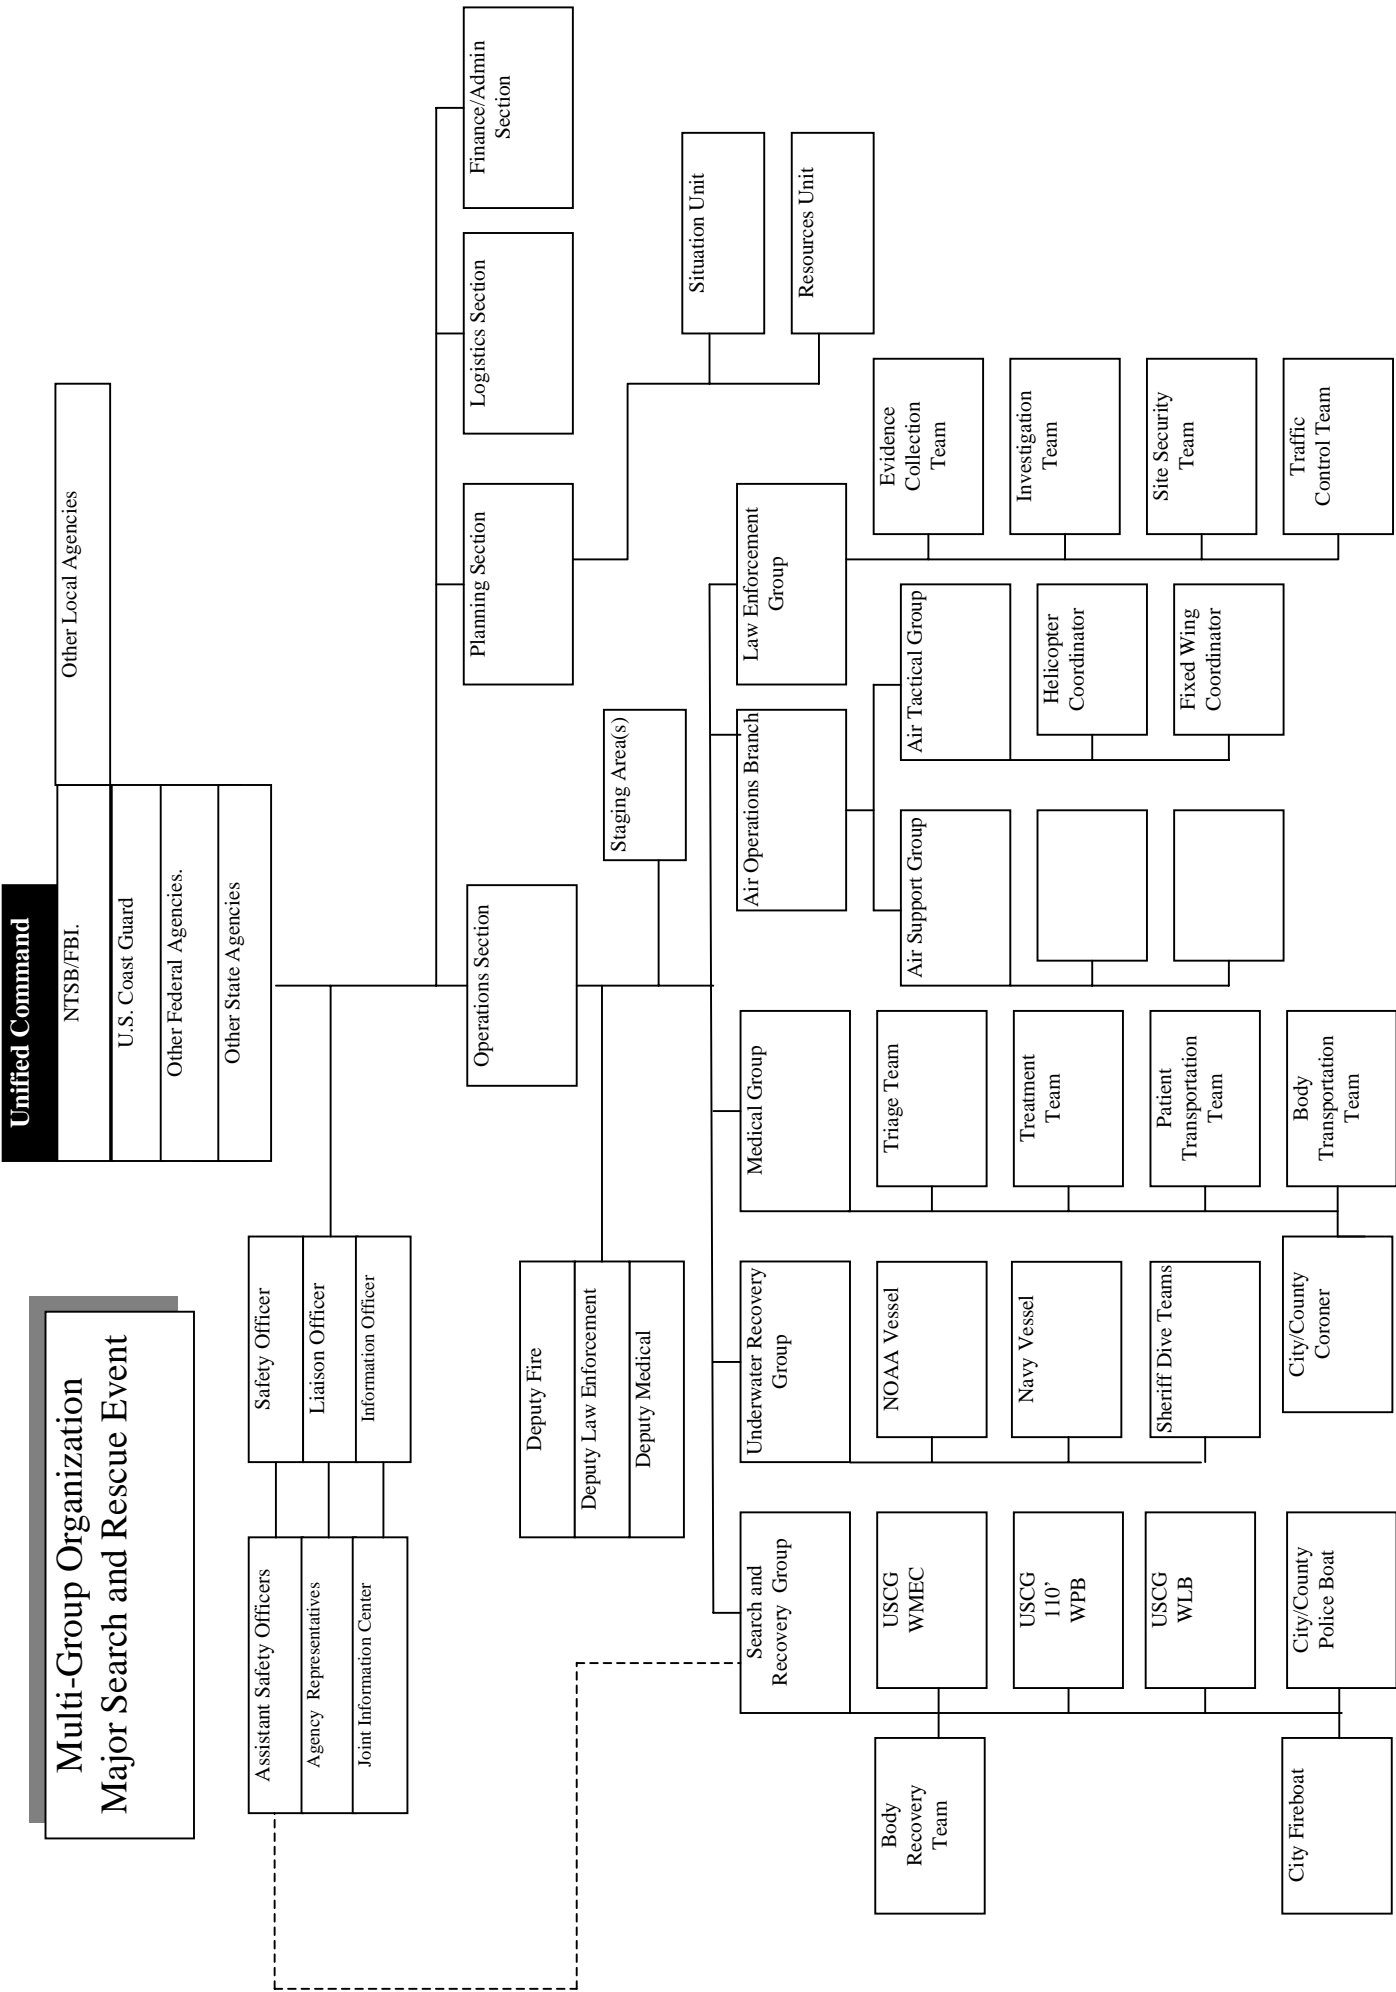 Multi-Group Organization
Major Search and Rescue Event
Unified Command
NTSB/FBI.
Other Local Agencies
U.S. Coast Guard
Other Federal Agencies.
Other State Agencies
Assistant Safety Officers
Agency Representatives
Joint Information Center
Safety Officer
Liaison Officer
Information Officer
Operations Section
Planning Section
Logistics Section
Finance/Admin
Section
Deputy Fire
Deputy Law Enforcement
Deputy Medical
Staging Area(s)
Situation Unit
Resources Unit
Search and
Recovery Group
Underwater Recovery
Group
Medical Group
Air Operations Branch
Law Enforcement
Group
Body
Recovery
Team
USCG
WMEC
USCG
110'
WPB
USCG
WLB
City/County
Police Boat
City Fireboat
NOAA Vessel
Navy Vessel
Sheriff Dive Teams
City/County
Coroner
Triage Team
Treatment
Team
Patient
Transportation
Team
Body
Transportation
Team
Air Support Group
Air Tactical Group
Helicopter
Coordinator
Fixed Wing
Coordinator
Evidence
Collection
Team
Investigation
Team
Site Security
Team
Traffic
Control Team